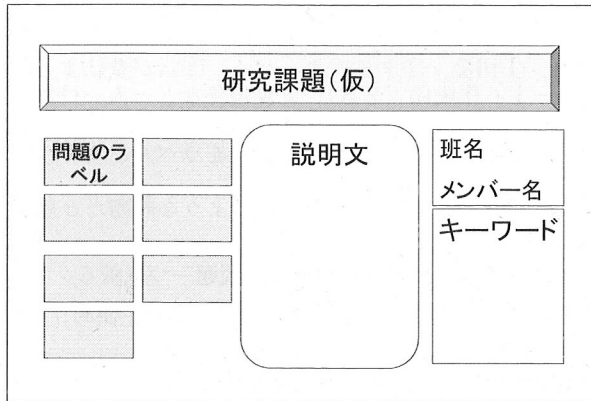 研究課題(仮)
問題のラ
ベル
説明文
班名
メンバー名
キーワード